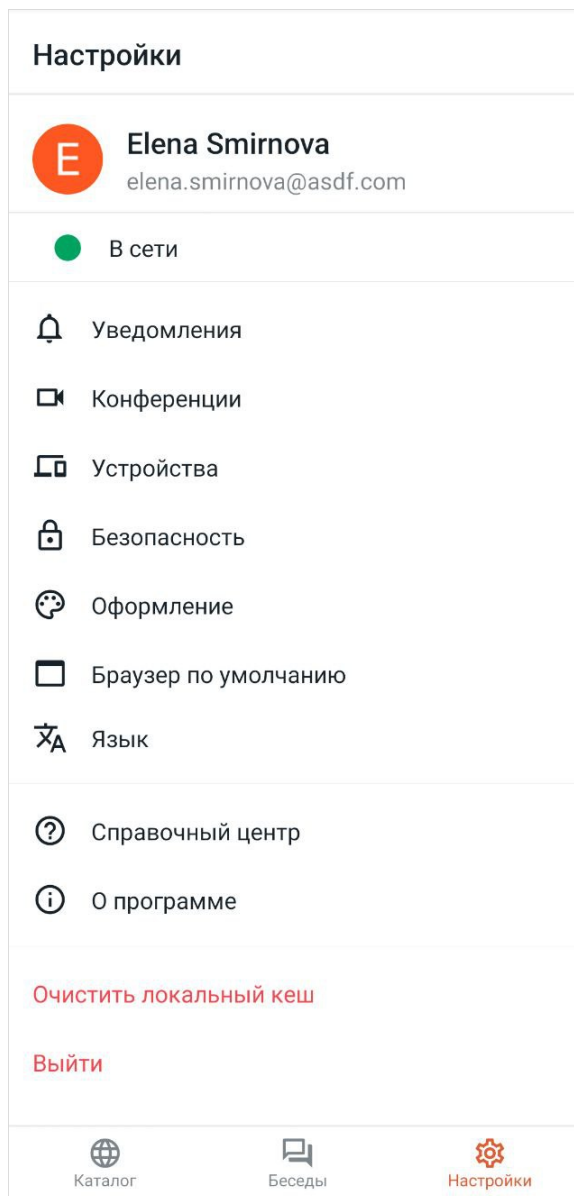 Настройки
E
Elena Smirnova
elena.smirnova@asdf.com
В сети
Уведомления
Конференции
Устройства
Безопасность
Оформление
Браузер по умолчанию
Язык
Справочный центр
О программе
Очистить локальный кеш
Выйти
Каталог Беседы Настройки